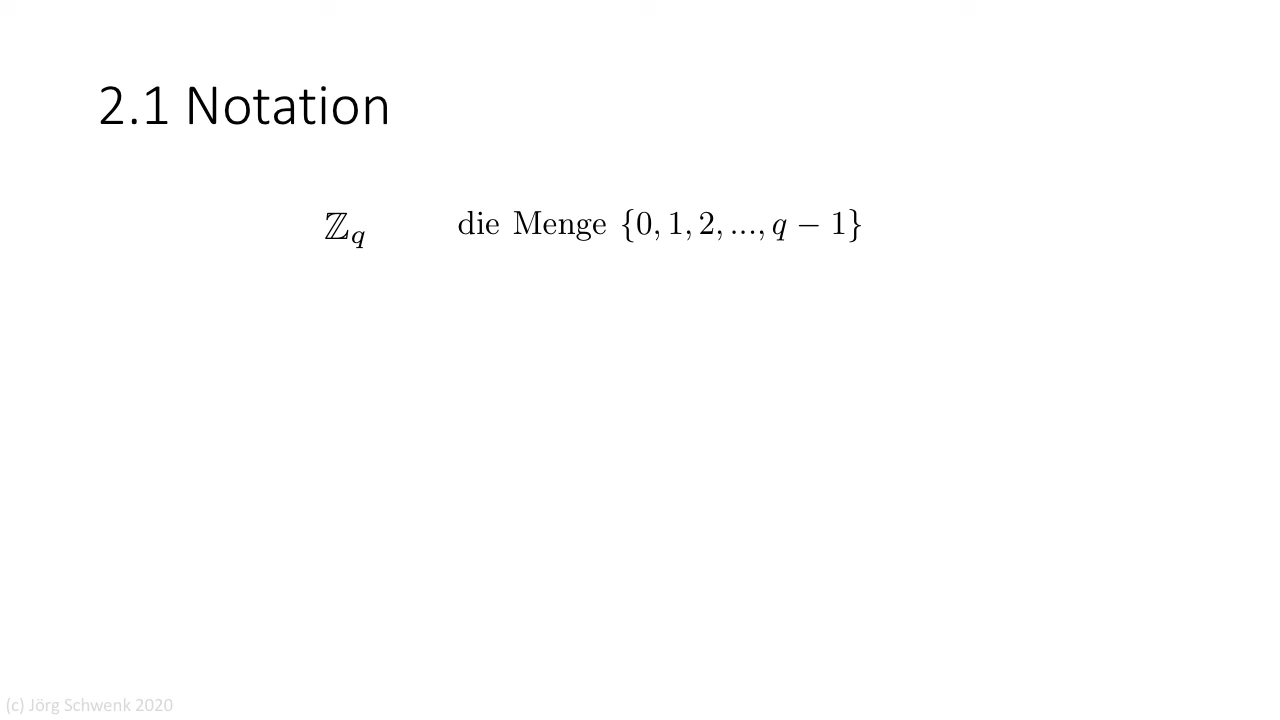 2.1 Notation
ℤ_q die Menge {0, 1, 2, ..., q − 1}
(c) Jörg Schwenk 2020